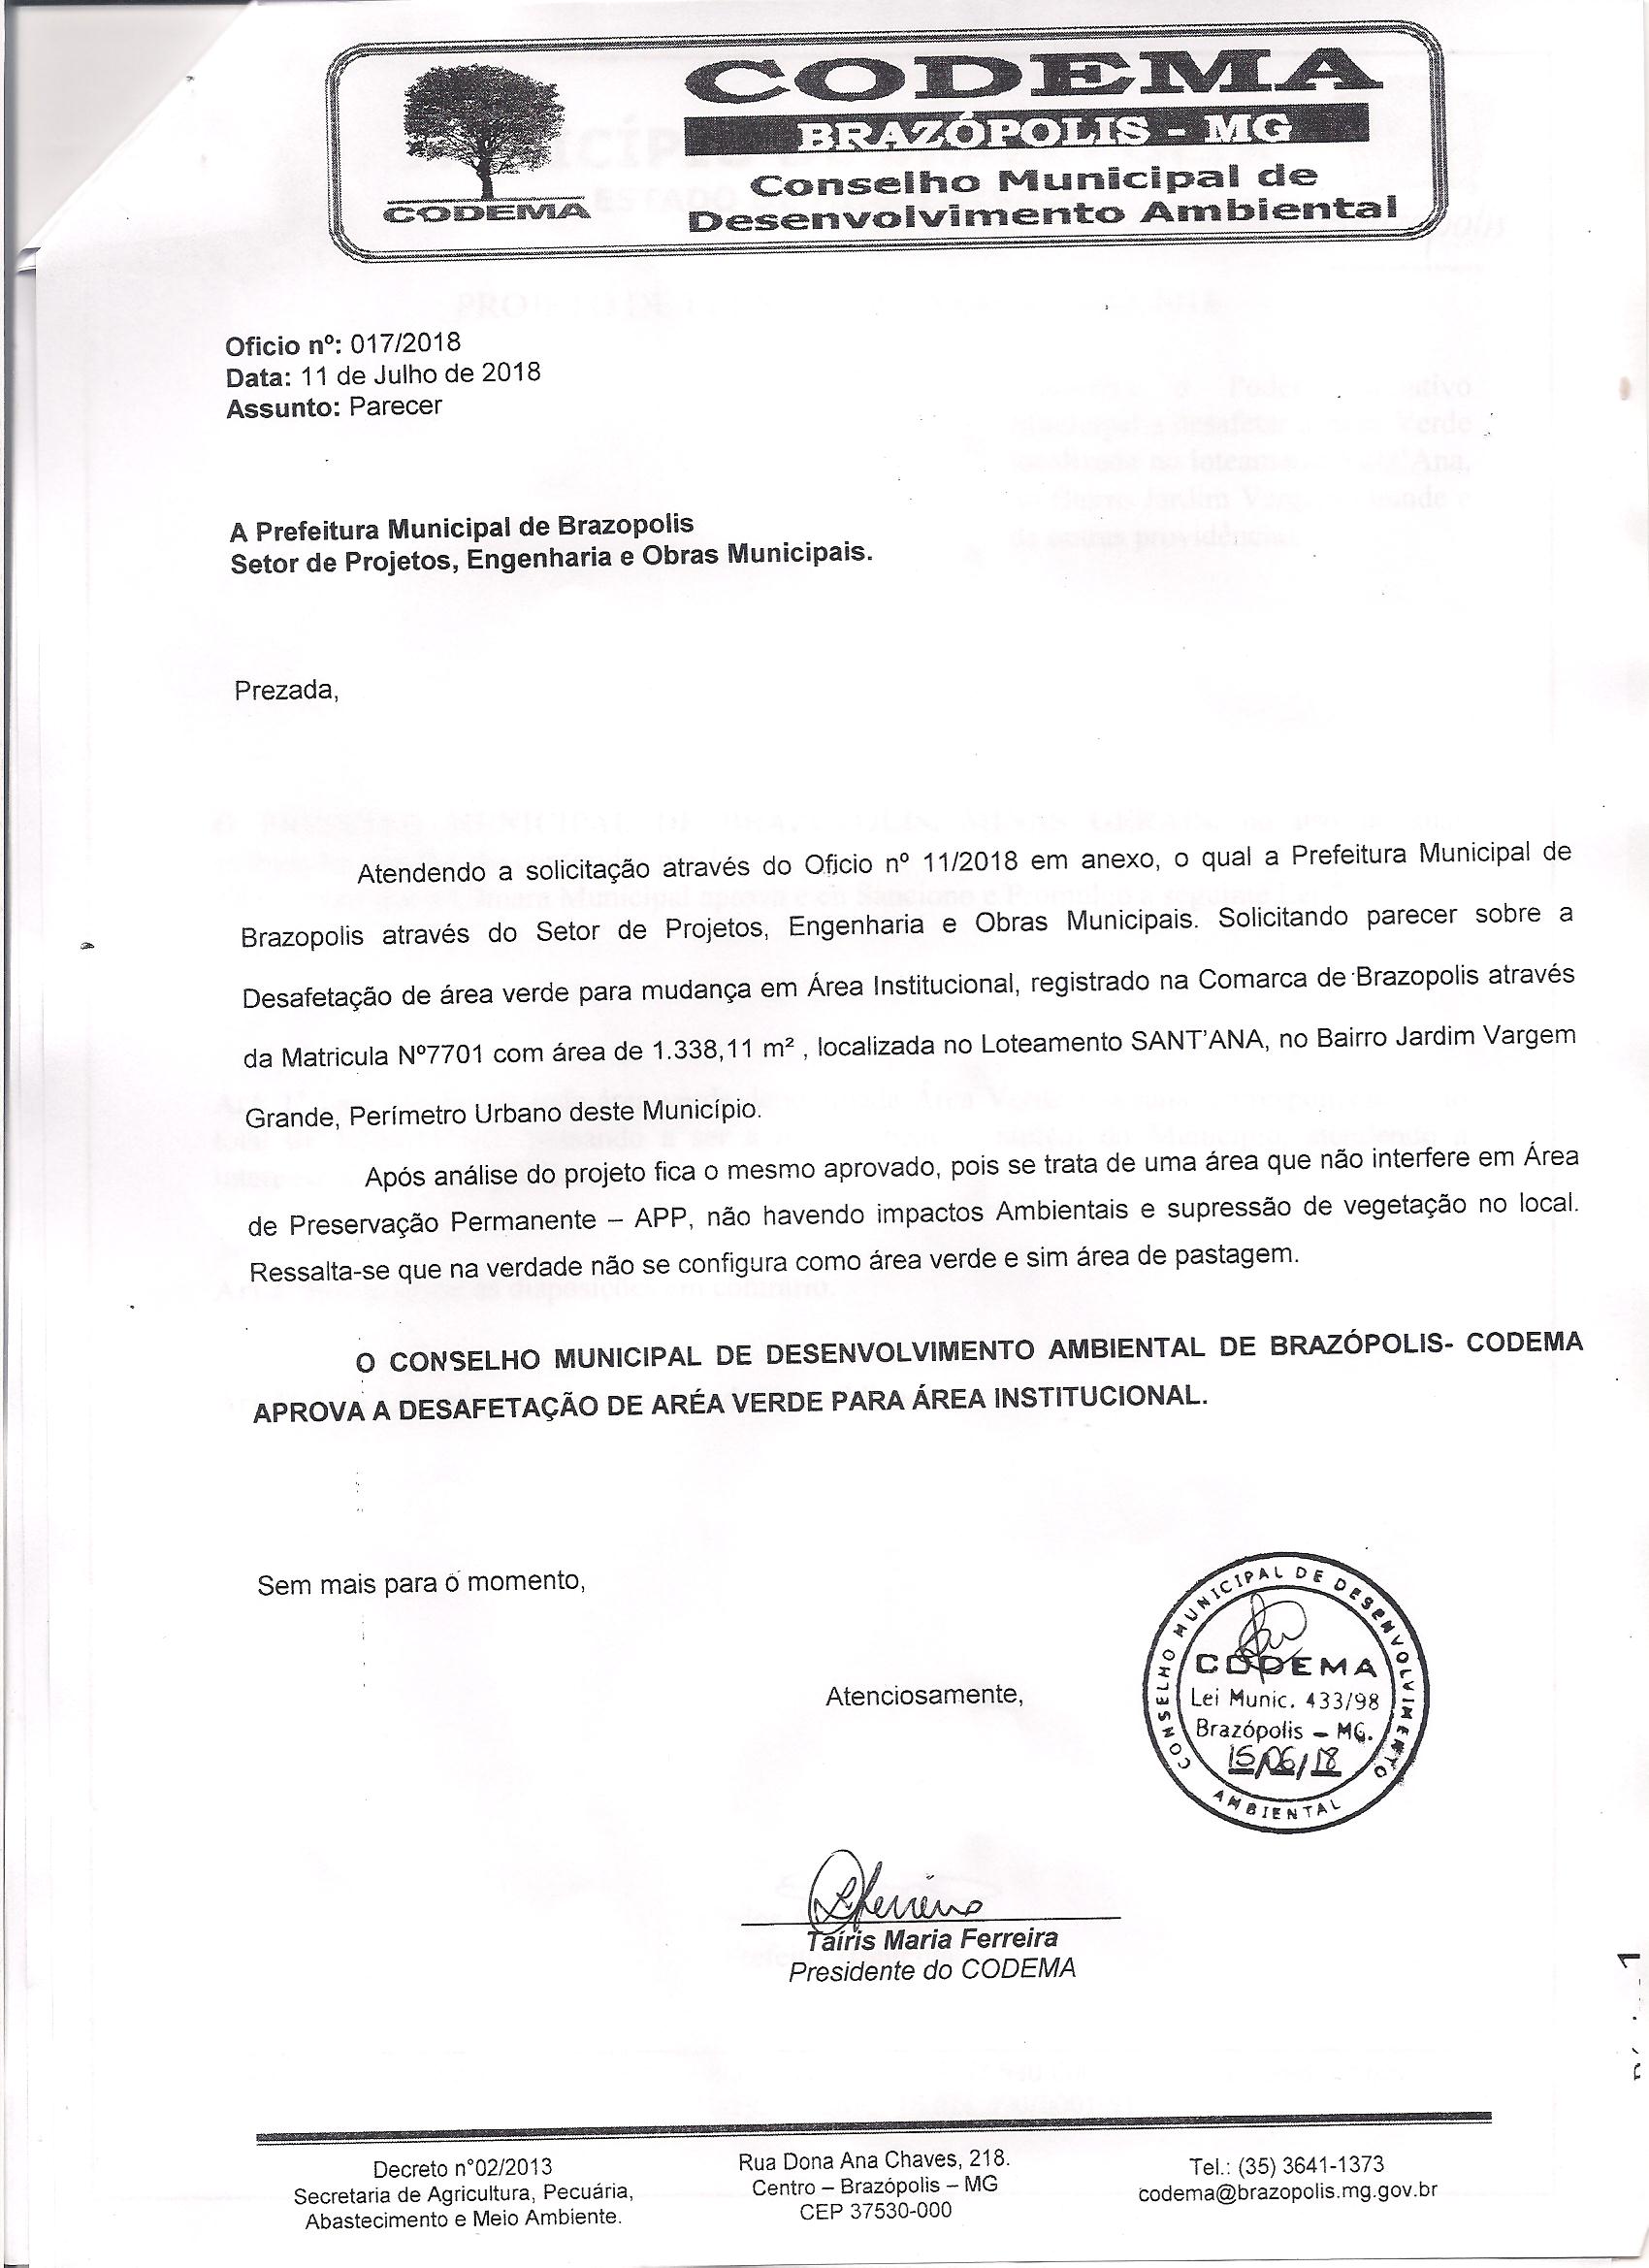 CODEMA
CODEMA
BRAZÓPOLIS - MG
Conselho Municipal de
Desenvolvimento Ambiental
Oficio nº: 017/2018
Data: 11 de Julho de 2018
Assunto: Parecer
A Prefeitura Municipal de Brazopolis
Setor de Projetos, Engenharia e Obras Municipais.
Prezada,
Atendendo a solicitação através do Oficio nº 11/2018 em anexo, o qual a Prefeitura Municipal de
Brazopolis através do Setor de Projetos, Engenharia e Obras Municipais. Solicitando parecer sobre a
Desafetação de área verde para mudança em Área Institucional, registrado na Comarca de Brazopolis através
da Matricula Nº7701 com área de 1.338,11 m² , localizada no Loteamento SANT'ANA, no Bairro Jardim Vargem
Grande, Perímetro Urbano deste Município.
Após análise do projeto fica o mesmo aprovado, pois se trata de uma área que não interfere em Área
de Preservação Permanente – APP, não havendo impactos Ambientais e supressão de vegetação no local.
Ressalta-se que na verdade não se configura como área verde e sim área de pastagem.
O CONSELHO MUNICIPAL DE DESENVOLVIMENTO AMBIENTAL DE BRAZÓPOLIS- CODEMA
APROVA A DESAFETAÇÃO DE ARÉA VERDE PARA ÁREA INSTITUCIONAL.
Sem mais para o momento,
Atenciosamente,
CONSELHO MUNICIPAL DE DESENVOLVIMENTO
AMBIENTAL
CODEMA
Lei Munic. 433/98
Brazópolis – MG.
15/06/18
Taíris Maria Ferreira
Presidente do CODEMA
Decreto n°02/2013
Secretaria de Agricultura, Pecuária,
Abastecimento e Meio Ambiente.
Rua Dona Ana Chaves, 218.
Centro – Brazópolis – MG
CEP 37530-000
Tel.: (35) 3641-1373
codema@brazopolis.mg.gov.br